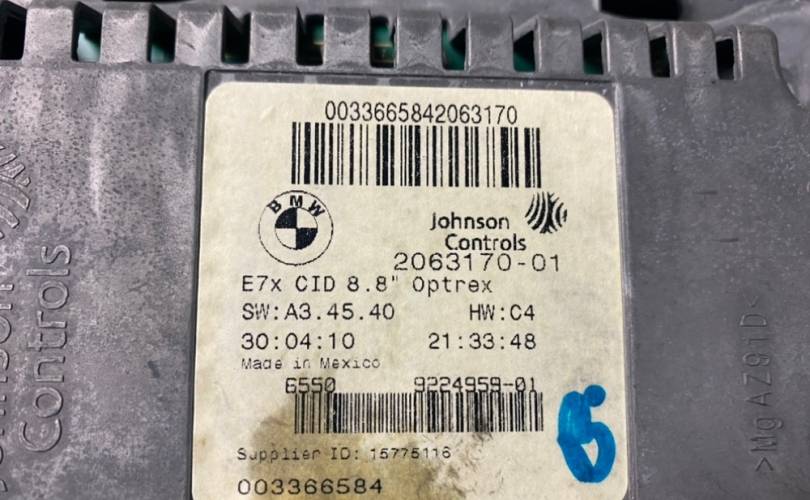 0033665842063170
BMW
Johnson
Controls
2063170-01
E7x CID 8.8" Optrex
SW:A3.45.40 HW:C4
30:04:10 21:33:48
Made in Mexico
6550 9224959-01
Supplier ID: 15775116
003366584
Controls
>MgAZ91D<